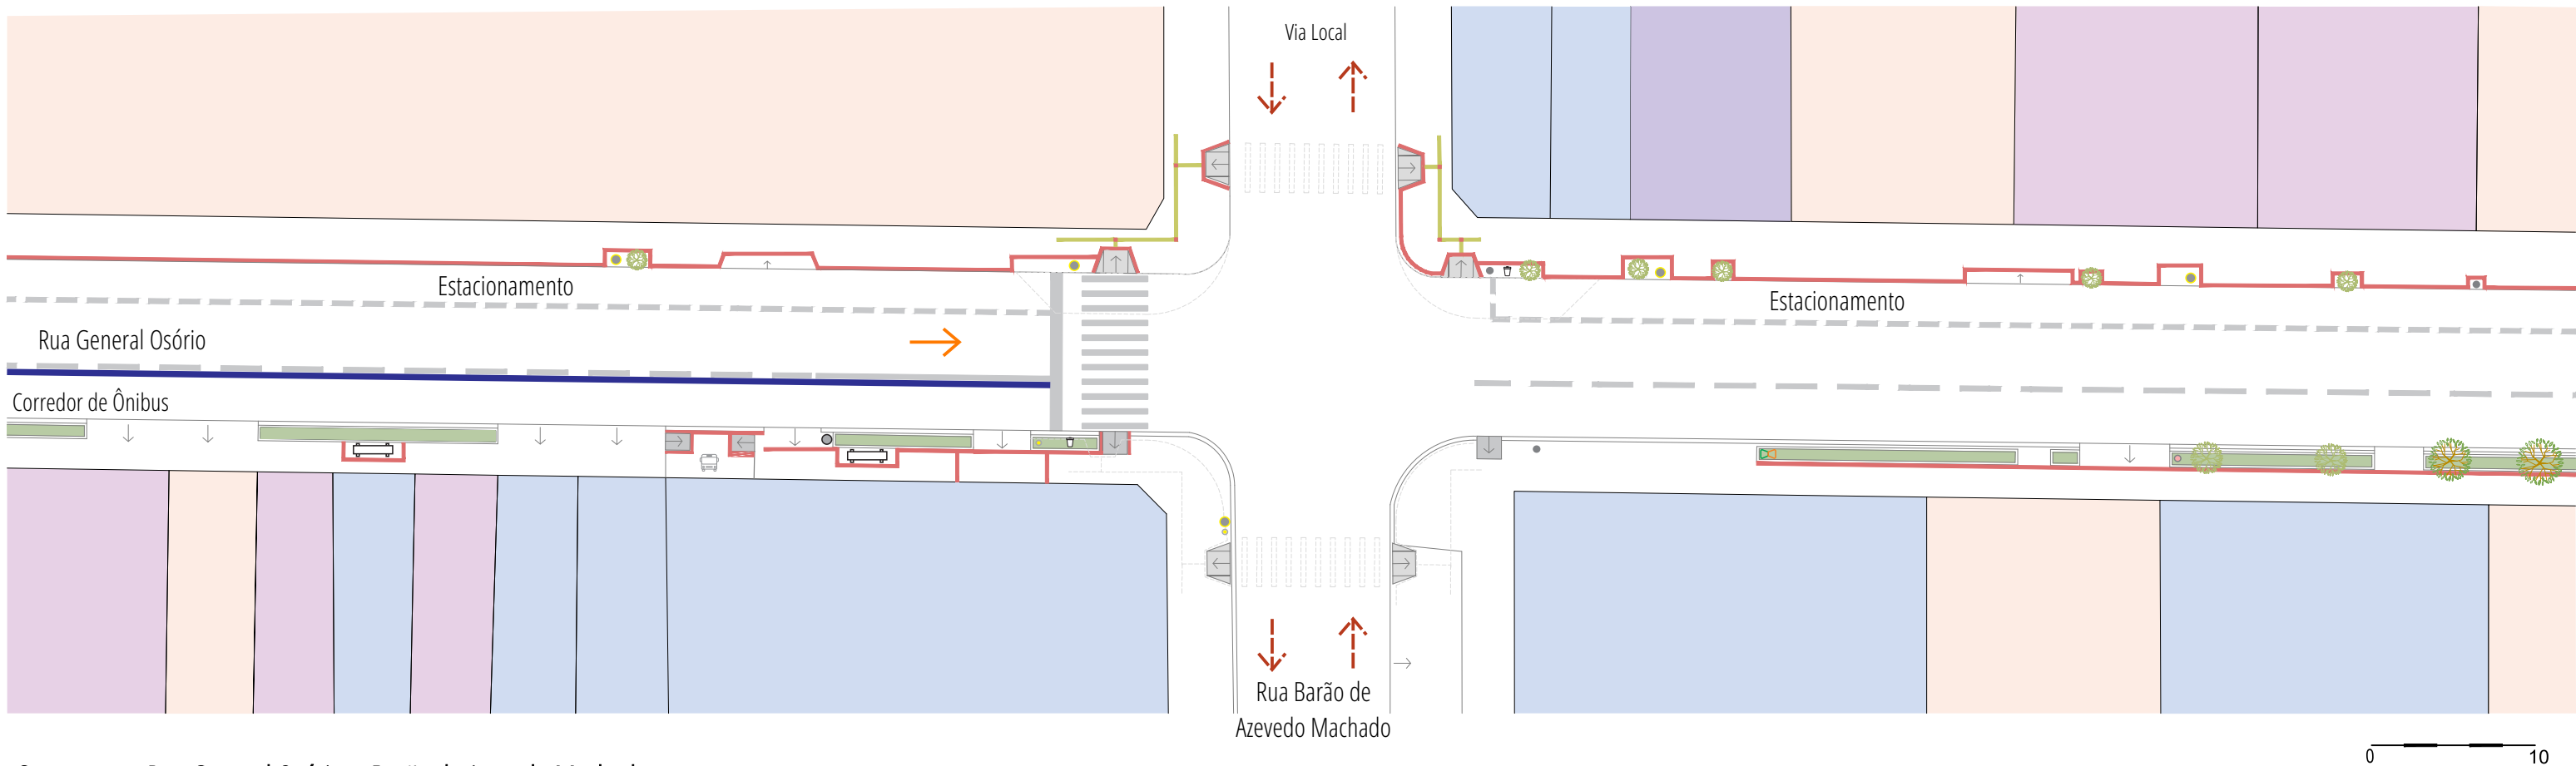 Via Local
Estacionamento
Estacionamento
Rua General Osório
Corredor de Ônibus
Rua Barão de
Azevedo Machado
0 10